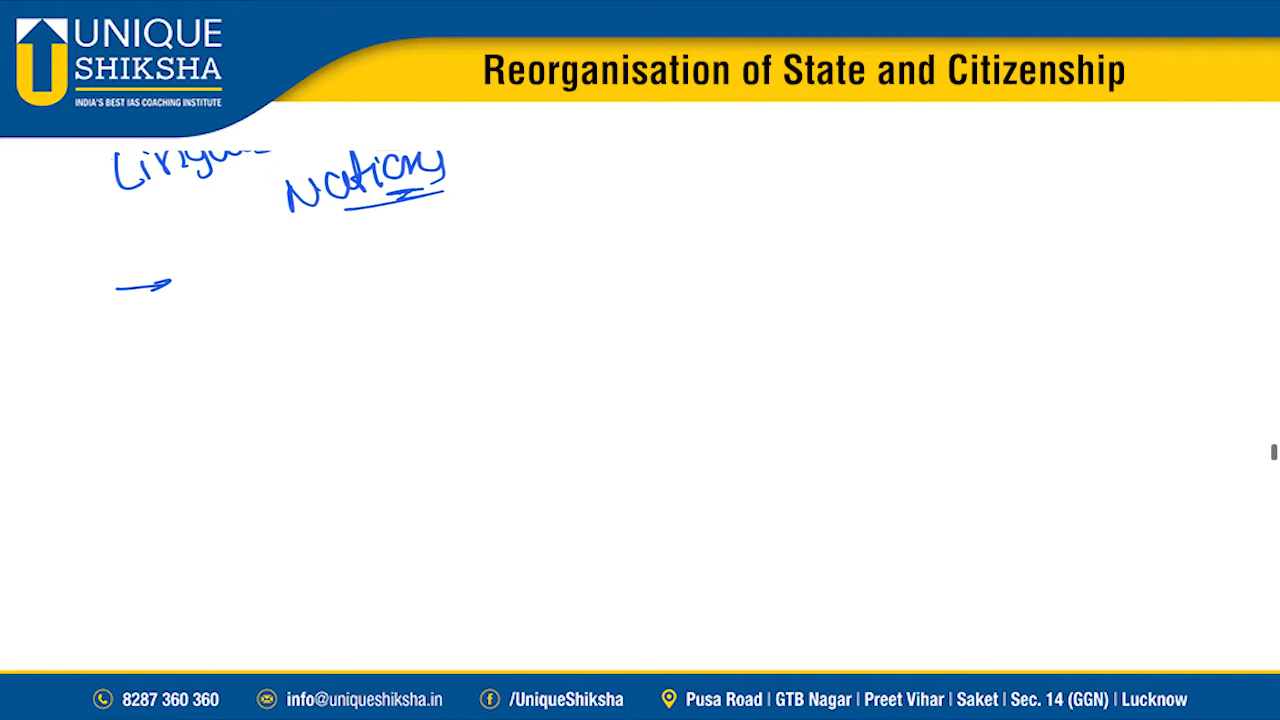 UNIQUE
SHIKSHA
INDIA'S BEST IAS COACHING INSTITUTE
Reorganisation of State and Citizenship
Nations
8287 360 360
info@uniqueshiksha.in
/UniqueShiksha
Pusa Road | GTB Nagar | Preet Vihar | Saket | Sec. 14 (GGN) | Lucknow